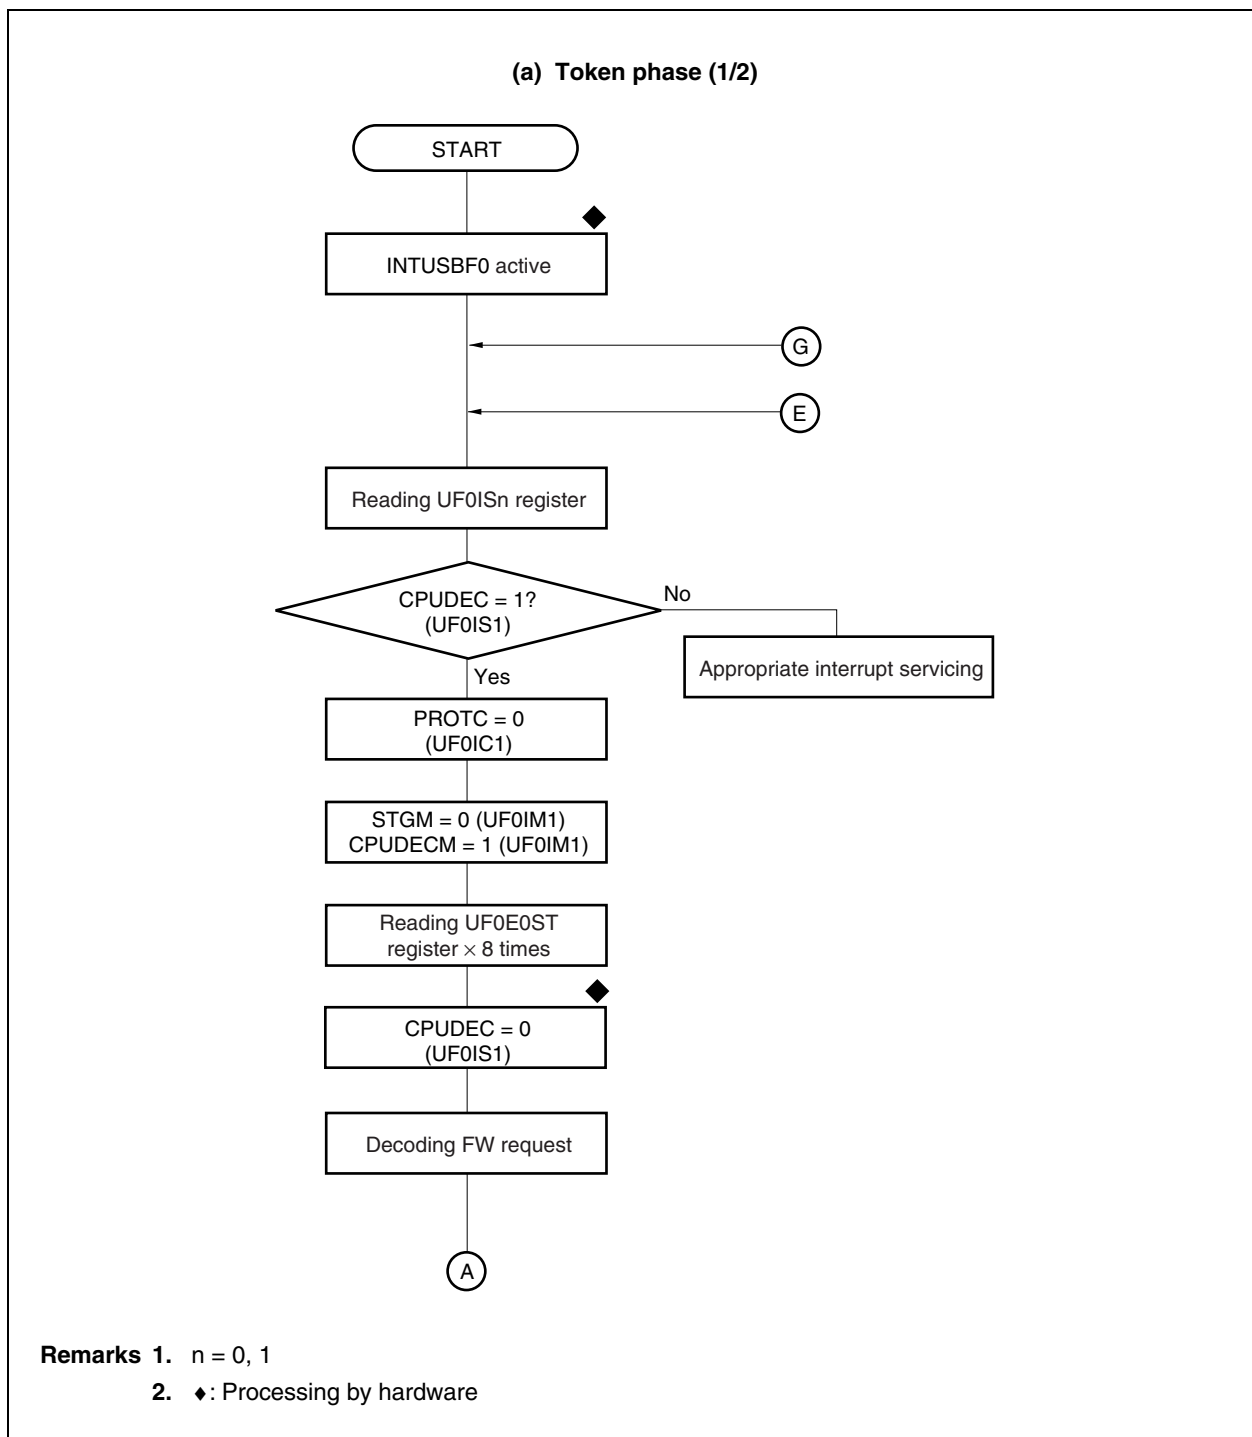 (a) Token phase (1/2)
START
INTUSBF0 active
G
E
Reading UF0ISn register
CPUDEC = 1?
(UF0IS1)
No
Appropriate interrupt servicing
Yes
PROTC = 0
(UF0IC1)
STGM = 0 (UF0IM1)
CPUDECM = 1 (UF0IM1)
Reading UF0E0ST
register × 8 times
CPUDEC = 0
(UF0IS1)
Decoding FW request
A
Remarks 1. n = 0, 1
2. ♦: Processing by hardware